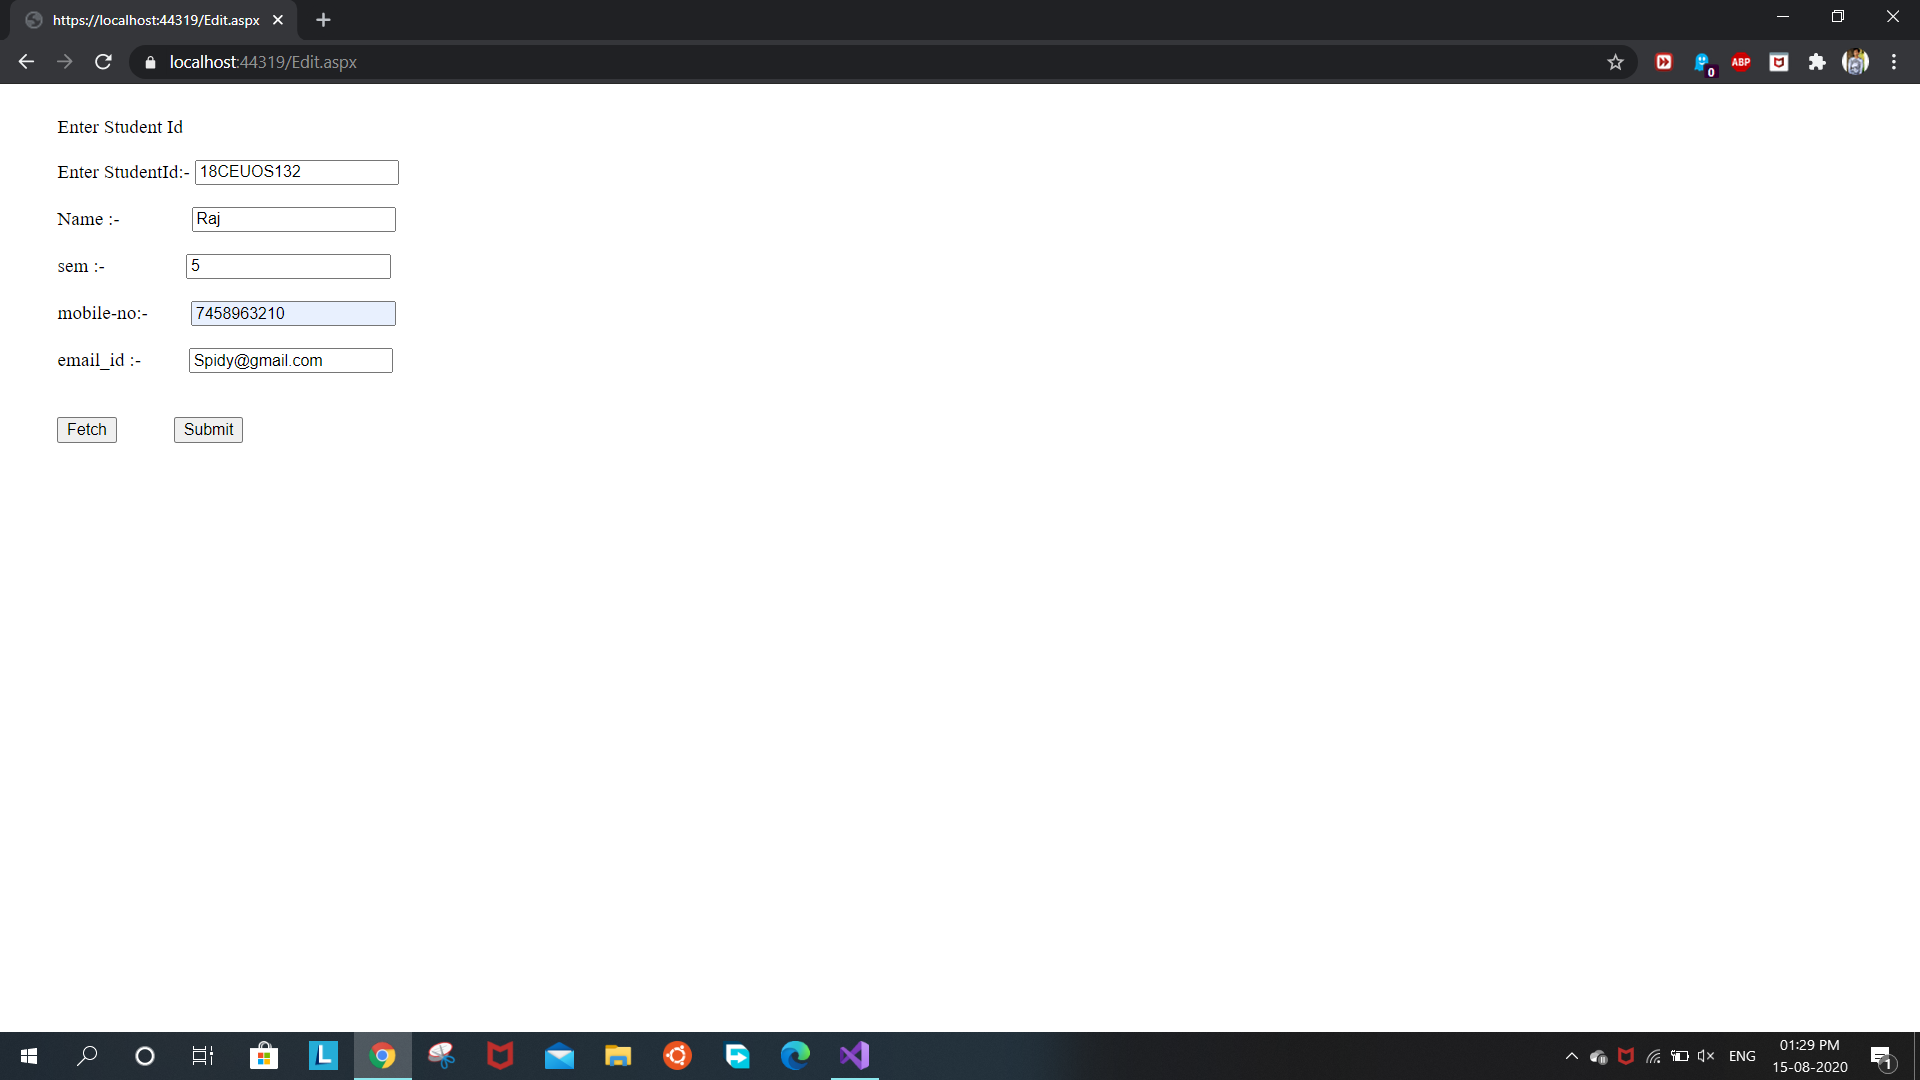 https://localhost:44319/Edit.aspx
localhost:44319/Edit.aspx
0
ABP
Enter Student Id
Enter StudentId:- 18CEUOS132
Name :- Raj
sem :- 5
mobile-no:- 7458963210
email_id :- Spidy@gmail.com
Fetch Submit
L
ENG
01:29 PM
15-08-2020
1